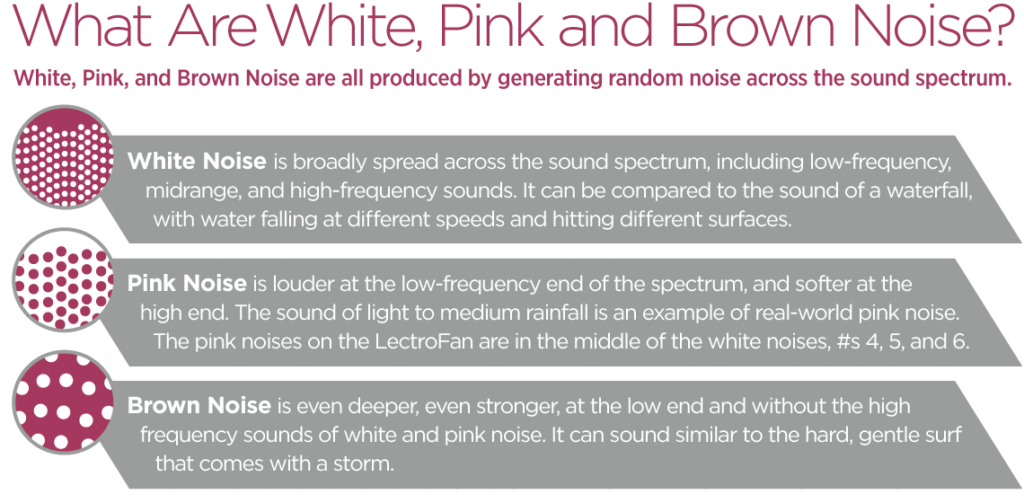 What Are White, Pink and Brown Noise?
White, Pink, and Brown Noise are all produced by generating random noise across the sound spectrum.
White Noise is broadly spread across the sound spectrum, including low-frequency,
midrange, and high-frequency sounds. It can be compared to the sound of a waterfall,
with water falling at different speeds and hitting different surfaces.
Pink Noise is louder at the low-frequency end of the spectrum, and softer at the
high end. The sound of light to medium rainfall is an example of real-world pink noise.
The pink noises on the LectroFan are in the middle of the white noises, #s 4, 5, and 6.
Brown Noise is even deeper, even stronger, at the low end and without the high
frequency sounds of white and pink noise. It can sound similar to the hard, gentle surf
that comes with a storm.